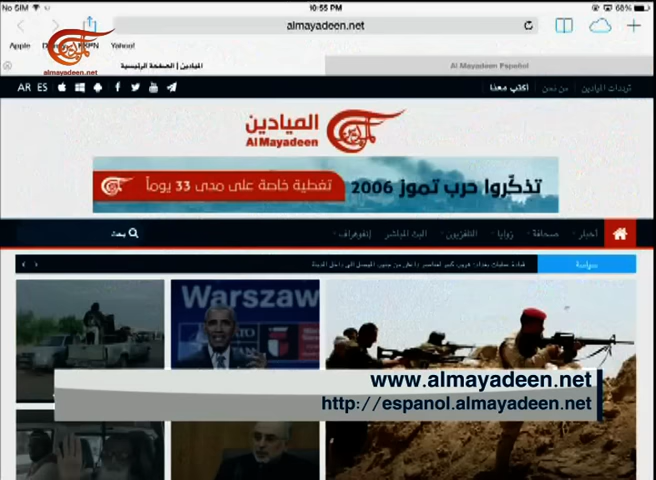 No SIM
10:55 PM
68%
almayadeen.net
Apple
Yahoo!
almayadeen.net
الميادين | الصفحة الرئيسية
Al Mayadeen Español
AR ES
أكتب معنا
من نحن
ترددات الميادين
الميادين
Al Mayadeen
تذكّروا حرب تموز 2006
تغطية خاصة على مدى 33 يوماً
أخبار
صحافة
زوايا
التلفزيون
البث المباشر
إنفوغراف
بحث
سياسة
Warszaw
NATO
www.almayadeen.net
http://espanol.almayadeen.net